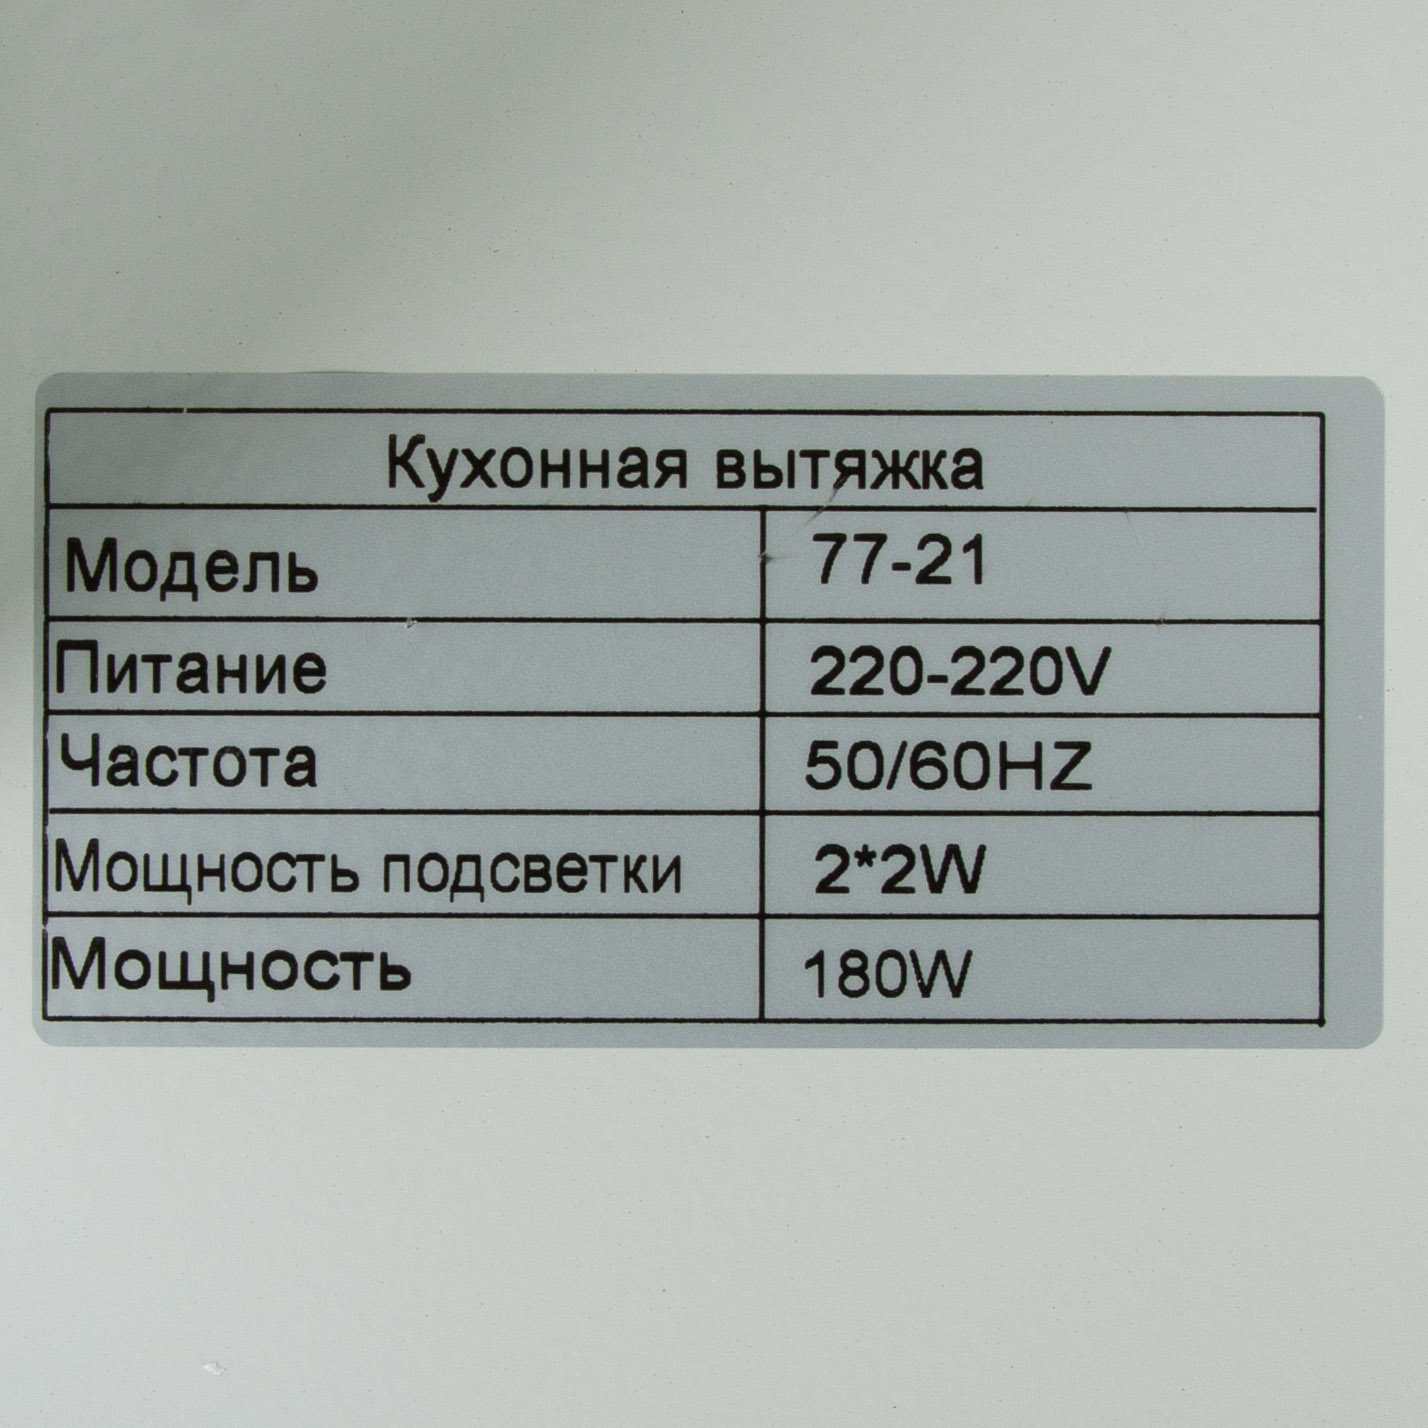 Кухонная вытяжка
Модель 77-21
Питание 220-220V
Частота 50/60HZ
Мощность подсветки 2*2W
Мощность 180W